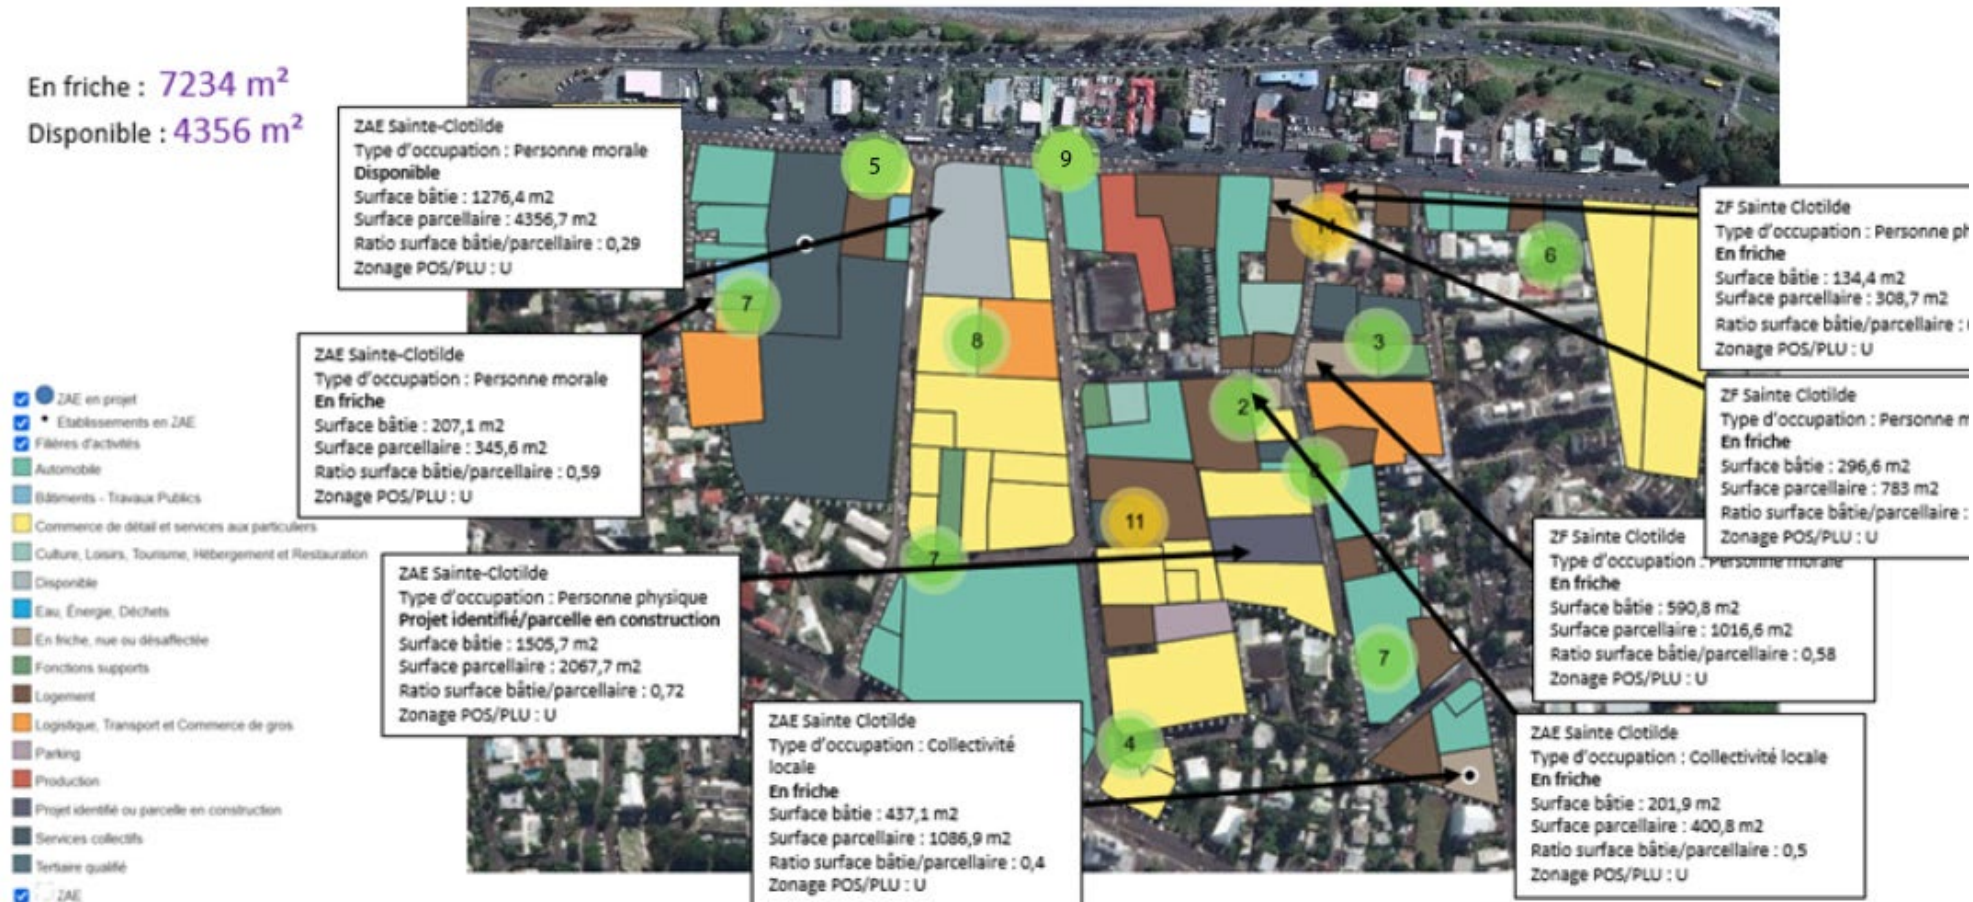 En friche : 7234 m²
Disponible : 4356 m²
ZAE Sainte-Clotilde
Type d'occupation : Personne morale
Disponible
Surface bâtie : 1276,4 m2
Surface parcellaire : 4356,7 m2
Ratio surface bâtie/parcellaire : 0,29
Zonage POS/PLU : U
ZAE Sainte-Clotilde
Type d'occupation : Personne morale
En friche
Surface bâtie : 207,1 m2
Surface parcellaire : 345,6 m2
Ratio surface bâtie/parcellaire : 0,59
Zonage POS/PLU : U
ZAE Sainte-Clotilde
Type d'occupation : Personne physique
Projet identifié/parcelle en construction
Surface bâtie : 1505,7 m2
Surface parcellaire : 2067,7 m2
Ratio surface bâtie/parcellaire : 0,72
Zonage POS/PLU : U
ZAE Sainte Clotilde
Type d'occupation : Collectivité
locale
En friche
Surface bâtie : 437,1 m2
Surface parcellaire : 1086,9 m2
Ratio surface bâtie/parcellaire : 0,4
Zonage POS/PLU : U
ZF Sainte Clotilde
Type d'occupation : Personne ph
En friche
Surface bâtie : 134,4 m2
Surface parcellaire : 308,7 m2
Ratio surface bâtie/parcellaire :
Zonage POS/PLU : U
ZF Sainte Clotilde
Type d'occupation : Personne m
En friche
Surface bâtie : 296,6 m2
Surface parcellaire : 783 m2
Ratio surface bâtie/parcellaire :
Zonage POS/PLU : U
ZF Sainte Clotilde
Type d'occupation : Personne morale
En friche
Surface bâtie : 590,8 m2
Surface parcellaire : 1016,6 m2
Ratio surface bâtie/parcellaire : 0,58
Zonage POS/PLU : U
ZAE Sainte Clotilde
Type d'occupation : Collectivité locale
En friche
Surface bâtie : 201,9 m2
Surface parcellaire : 400,8 m2
Ratio surface bâtie/parcellaire : 0,5
Zonage POS/PLU : U
5
9
14
6
7
8
3
2
11
7
7
4
ZAE en projet
Etablissements en ZAE
Filières d'activités
Automobile
Bâtiments - Travaux Publics
Commerce de détail et services aux particuliers
Culture, Loisirs, Tourisme, Hébergement et Restauration
Disponible
Eau, Énergie, Déchets
En friche, nue ou désaffectée
Fonctions supports
Logement
Logistique, Transport et Commerce de gros
Parking
Production
Projet identifié ou parcelle en construction
Services collectifs
Tertiaire qualifié
ZAE